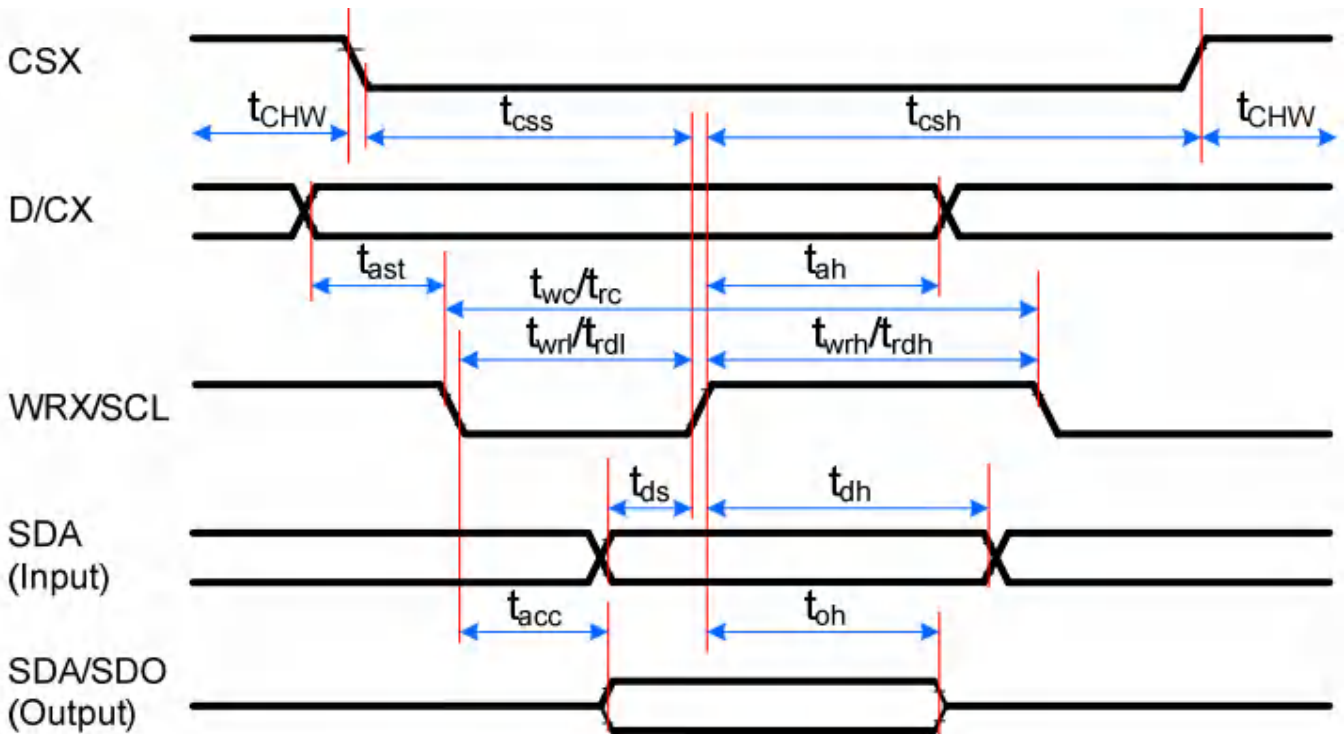 CSX
tCHW tcss tcsh tCHW
D/CX
tast tah
twc/trc
twrl/trdl twrh/trdh
WRX/SCL
tds tdh
SDA
(Input)
tacc toh
SDA/SDO
(Output)